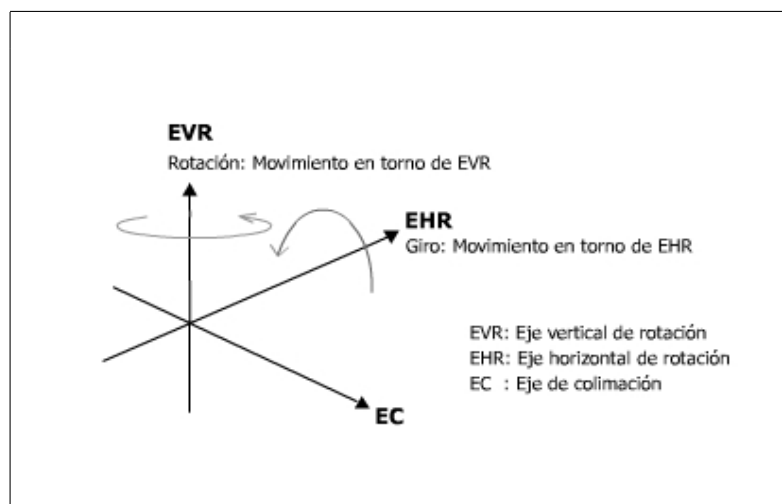 EVR
Rotación: Movimiento en torno de EVR
EHR
Giro: Movimiento en torno de EHR
EVR: Eje vertical de rotación
EHR: Eje horizontal de rotación
EC : Eje de colimación
EC